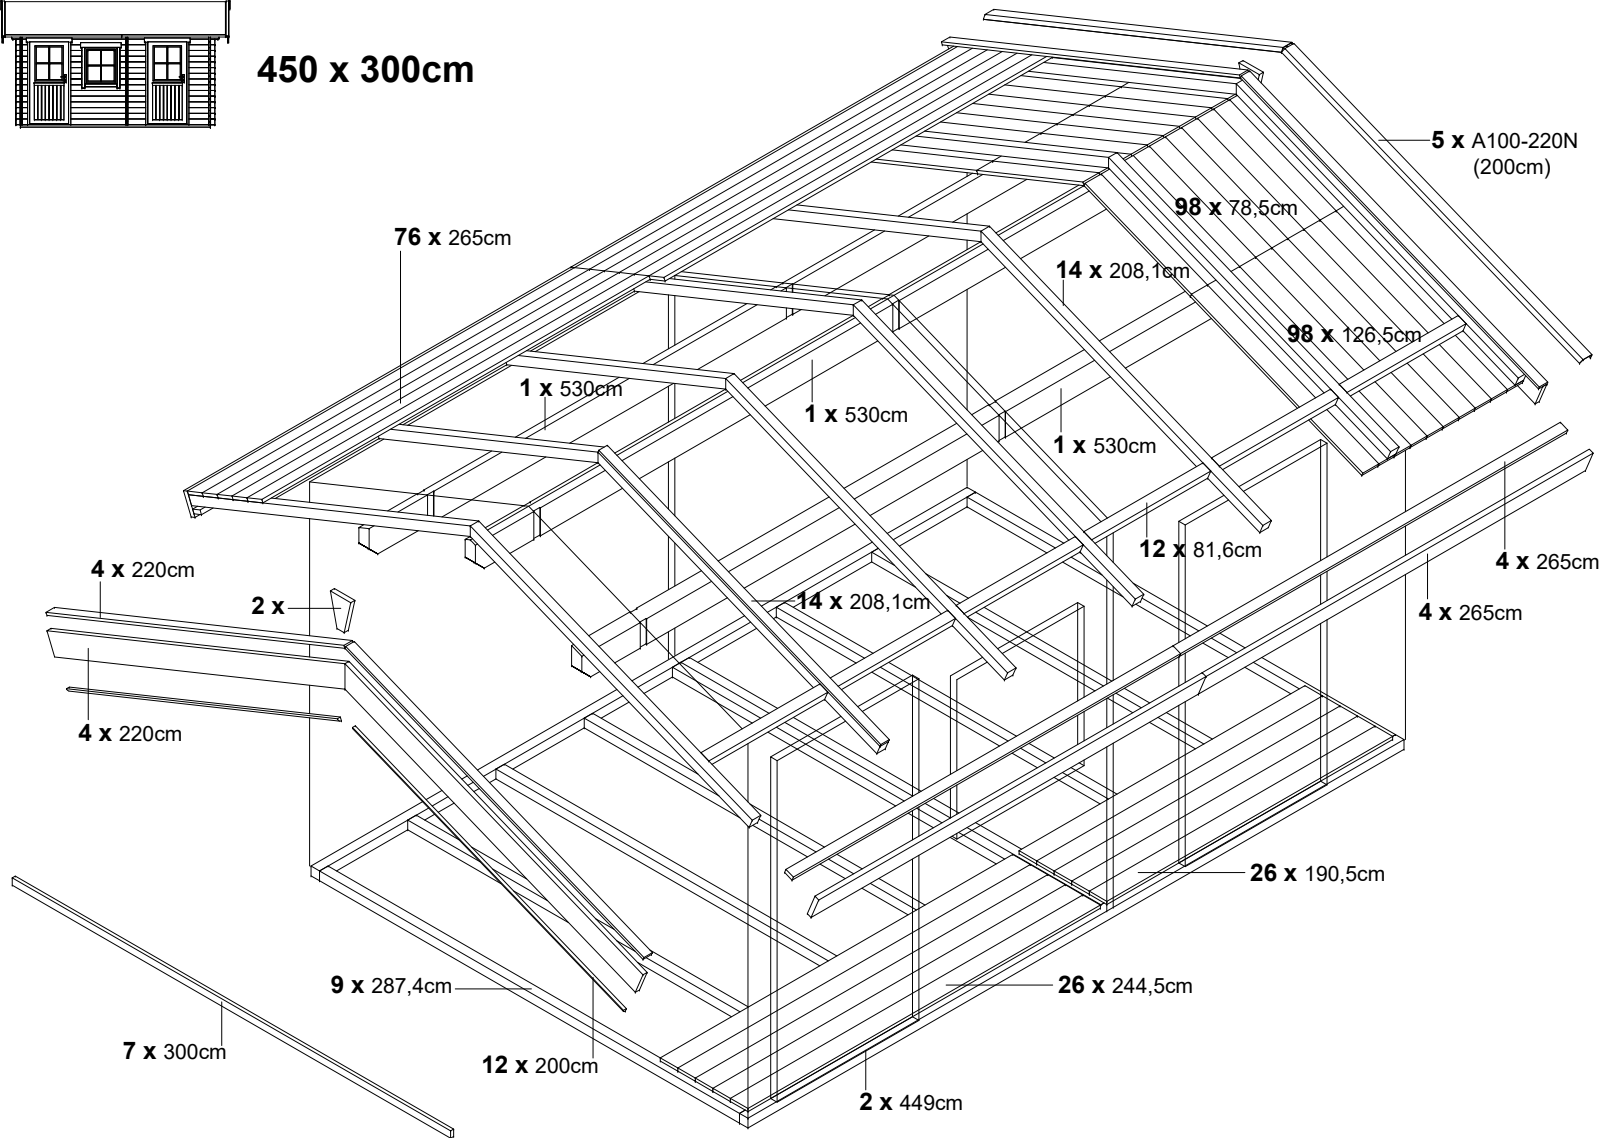 450 x 300cm
5 x A100-220N
(200cm)
98 x 78,5cm
76 x 265cm
14 x 208,1cm
98 x 126,5cm
1 x 530cm
1 x 530cm
1 x 530cm
12 x 81,6cm
4 x 265cm
4 x 220cm
2 x
14 x 208,1cm
4 x 265cm
4 x 220cm
26 x 190,5cm
9 x 287,4cm
26 x 244,5cm
7 x 300cm
12 x 200cm
2 x 449cm